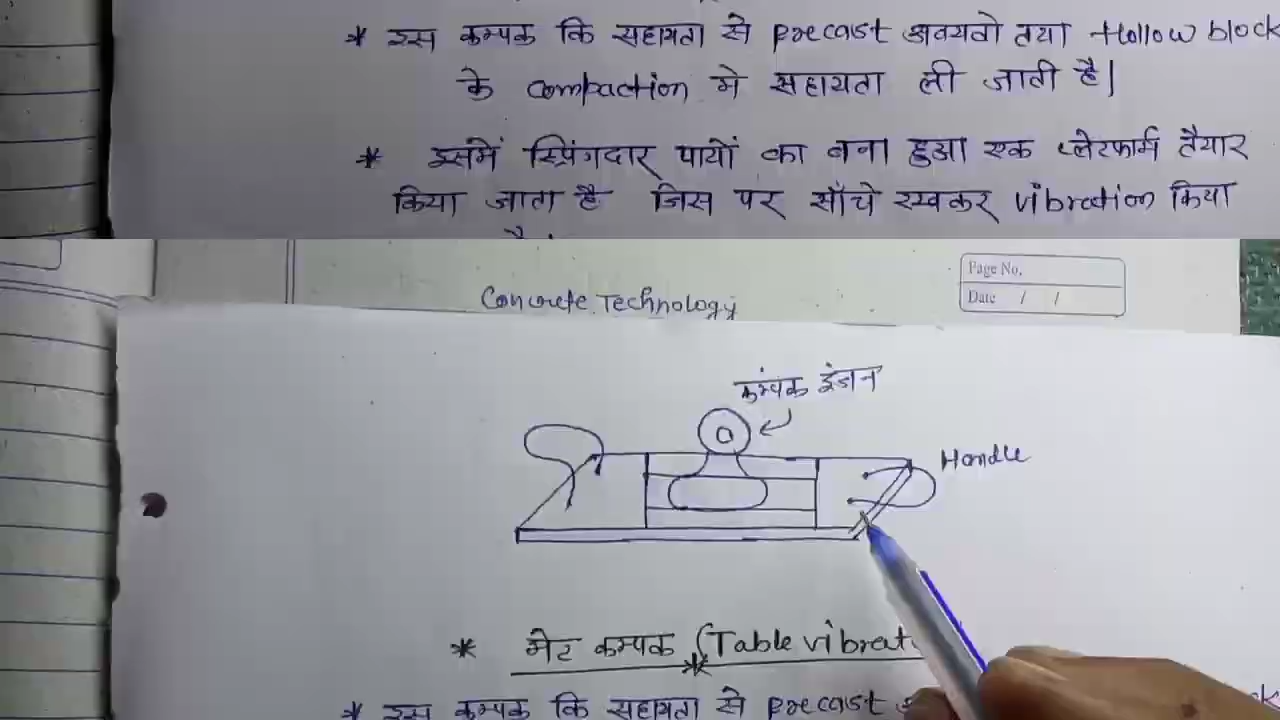 * इस कम्पक कि सहायता से precast अवयवो तथा Hollow block
के compaction मे सहायता ली जाती है।
* इसमें स्प्रिंगदार पायों का बना हुआ एक प्लेटफार्म तैयार
किया जाता है जिस पर साँचे रखकर vibration किया
Page No.
Date / /
Concrete Technology
कंम्पक इंजन
Handle
* मेट कम्पक (Table vibrat
* इस कम्पक कि सहायता से precast